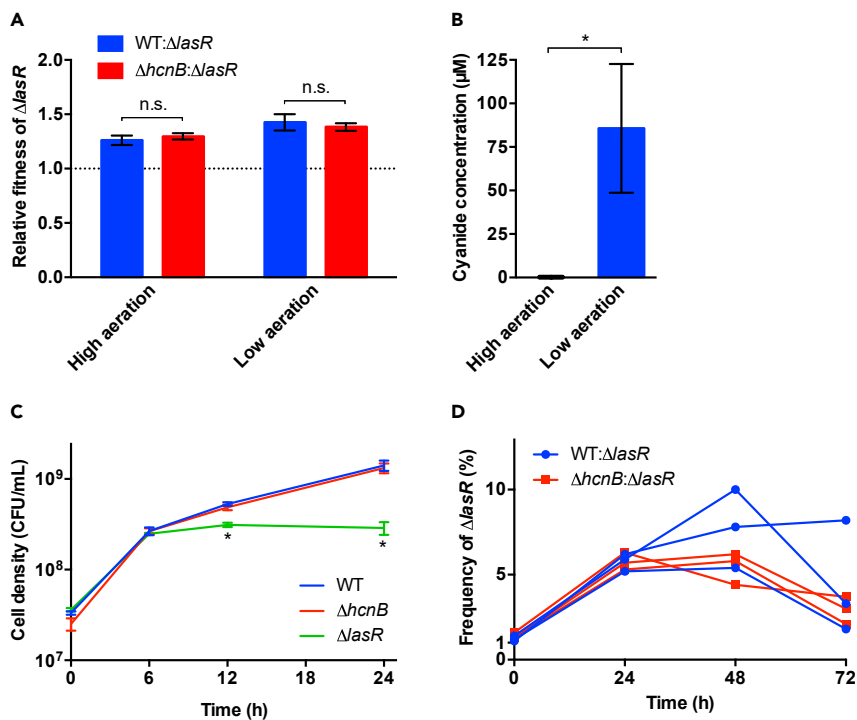 A
WT:ΔlasR
ΔhcnB:ΔlasR
Relative fitness of ΔlasR
2.0
1.5
1.0
0.5
0.0
n.s.
n.s.
High aeration
Low aeration
B
Cyanide concentration (µM)
125
100
75
50
25
0
*
High aeration
Low aeration
C
Cell density (CFU/mL)
10⁹
10⁸
10⁷
*
*
WT
ΔhcnB
ΔlasR
0
6
12
18
24
Time (h)
D
WT:ΔlasR
ΔhcnB:ΔlasR
Frequency of ΔlasR (%)
10
5
1
0
0
24
48
72
Time (h)